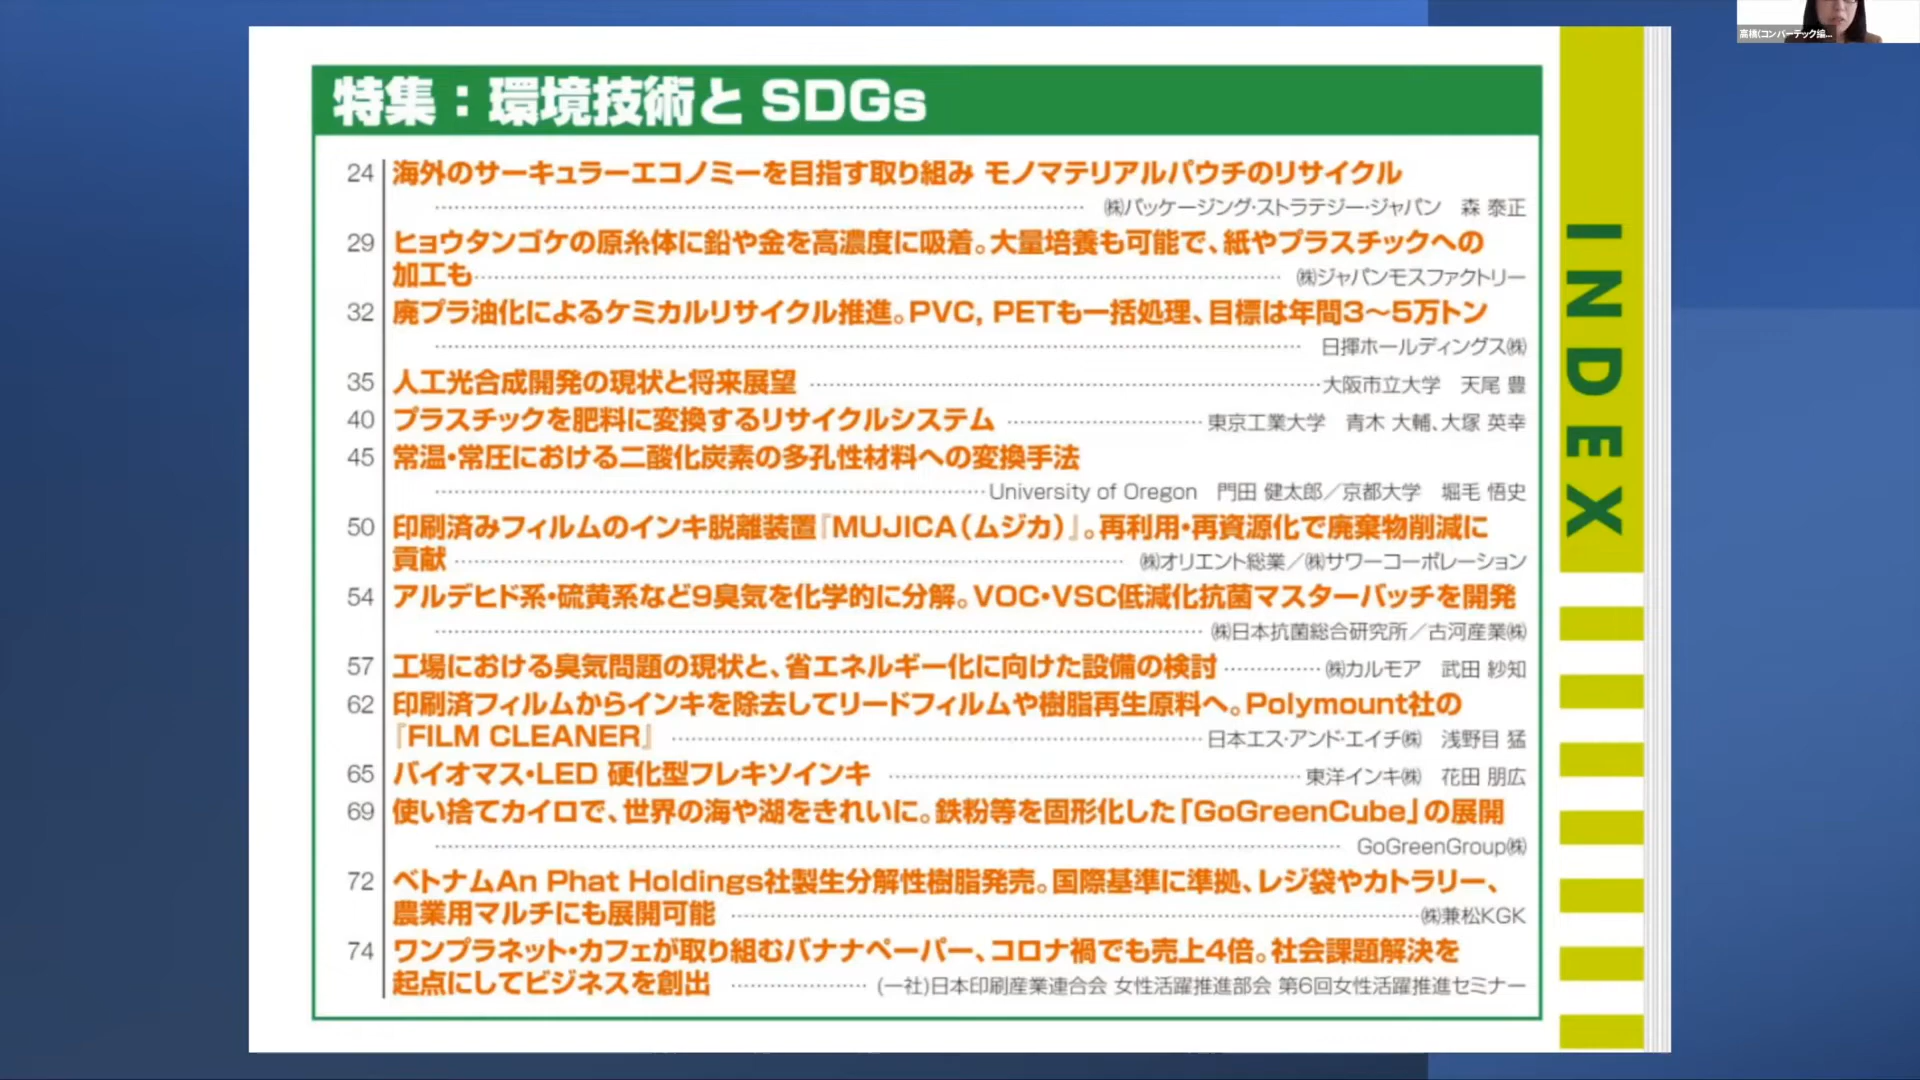 高橋(コンバーテック編...
特集：環境技術と SDGs
24 海外のサーキュラーエコノミーを目指す取り組み モノマテリアルパウチのリサイクル
㈱パッケージング・ストラテジー・ジャパン　森 泰正
29 ヒョウタンゴケの原糸体に鉛や金を高濃度に吸着。大量培養も可能で、紙やプラスチックへの
加工も ㈱ジャパンモスファクトリー
32 廃プラ油化によるケミカルリサイクル推進。PVC, PETも一括処理、目標は年間3～5万トン
日揮ホールディングス㈱
35 人工光合成開発の現状と将来展望 大阪市立大学　天尾 豊
40 プラスチックを肥料に変換するリサイクルシステム 東京工業大学　青木 大輔、大塚 英幸
45 常温・常圧における二酸化炭素の多孔性材料への変換手法
University of Oregon　門田 健太郎／京都大学　堀毛 悟史
50 印刷済みフィルムのインキ脱離装置『MUJICA（ムジカ）』。再利用・再資源化で廃棄物削減に
貢献 ㈱オリエント総業／㈱サワーコーポレーション
54 アルデヒド系・硫黄系など9臭気を化学的に分解。VOC・VSC低減化抗菌マスターバッチを開発
㈱日本抗菌総合研究所／古河産業㈱
57 工場における臭気問題の現状と、省エネルギー化に向けた設備の検討 ㈱カルモア　武田 紗知
62 印刷済フィルムからインキを除去してリードフィルムや樹脂再生原料へ。Polymount社の
『FILM CLEANER』 日本エス・アンド・エイチ㈱　浅野目 猛
65 バイオマス・LED 硬化型フレキソインキ 東洋インキ㈱　花田 朋広
69 使い捨てカイロで、世界の海や湖をきれいに。鉄粉等を固形化した「GoGreenCube」の展開
GoGreenGroup㈱
72 ベトナムAn Phat Holdings社製生分解性樹脂発売。国際基準に準拠、レジ袋やカトラリー、
農業用マルチにも展開可能 ㈱兼松KGK
74 ワンプラネット・カフェが取り組むバナナペーパー、コロナ禍でも売上4倍。社会課題解決を
起点にしてビジネスを創出 (一社)日本印刷産業連合会 女性活躍推進部会 第6回女性活躍推進セミナー
INDEX